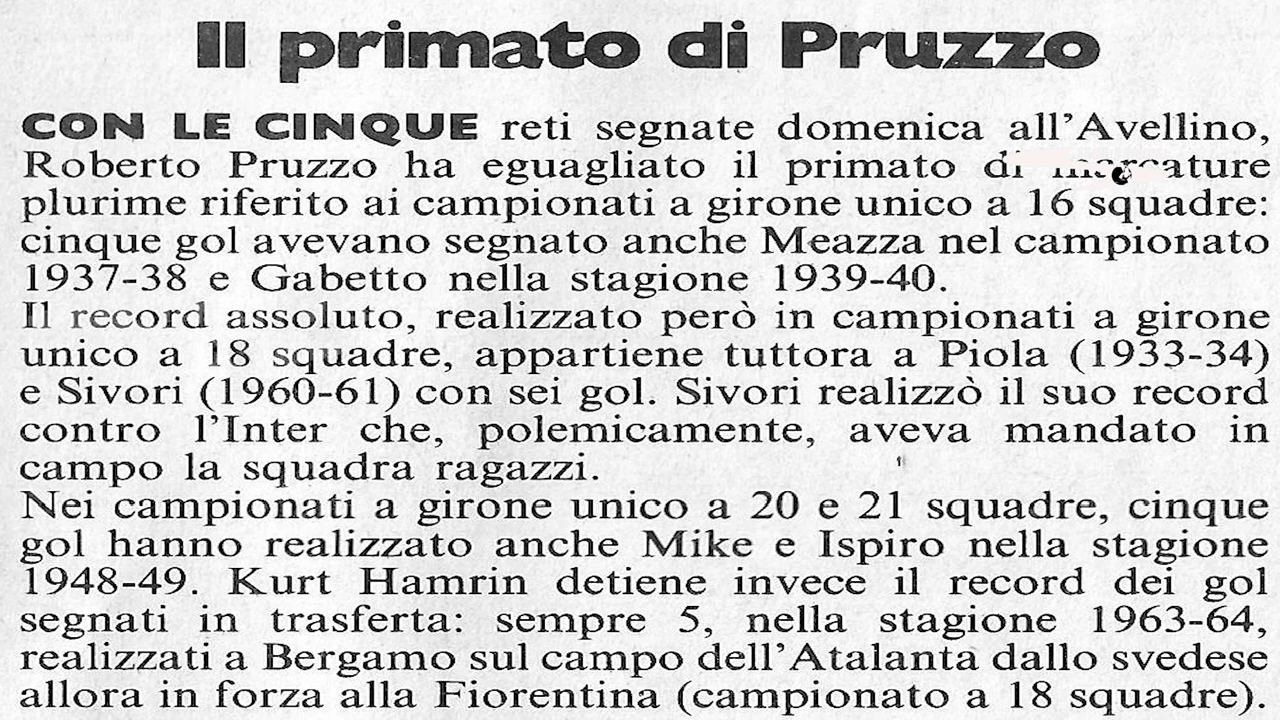 Il primato di Pruzzo
CON LE CINQUE reti segnate domenica all'Avellino,
Roberto Pruzzo ha eguagliato il primato di marcature
plurime riferito ai campionati a girone unico a 16 squadre:
cinque gol avevano segnato anche Meazza nel campionato
1937-38 e Gabetto nella stagione 1939-40.
Il record assoluto, realizzato però in campionati a girone
unico a 18 squadre, appartiene tuttora a Piola (1933-34)
e Sivori (1960-61) con sei gol. Sivori realizzò il suo record
contro l'Inter che, polemicamente, aveva mandato in
campo la squadra ragazzi.
Nei campionati a girone unico a 20 e 21 squadre, cinque
gol hanno realizzato anche Mike e Ispiro nella stagione
1948-49. Kurt Hamrin detiene invece il record dei gol
segnati in trasferta: sempre 5, nella stagione 1963-64,
realizzati a Bergamo sul campo dell'Atalanta dallo svedese
allora in forza alla Fiorentina (campionato a 18 squadre).